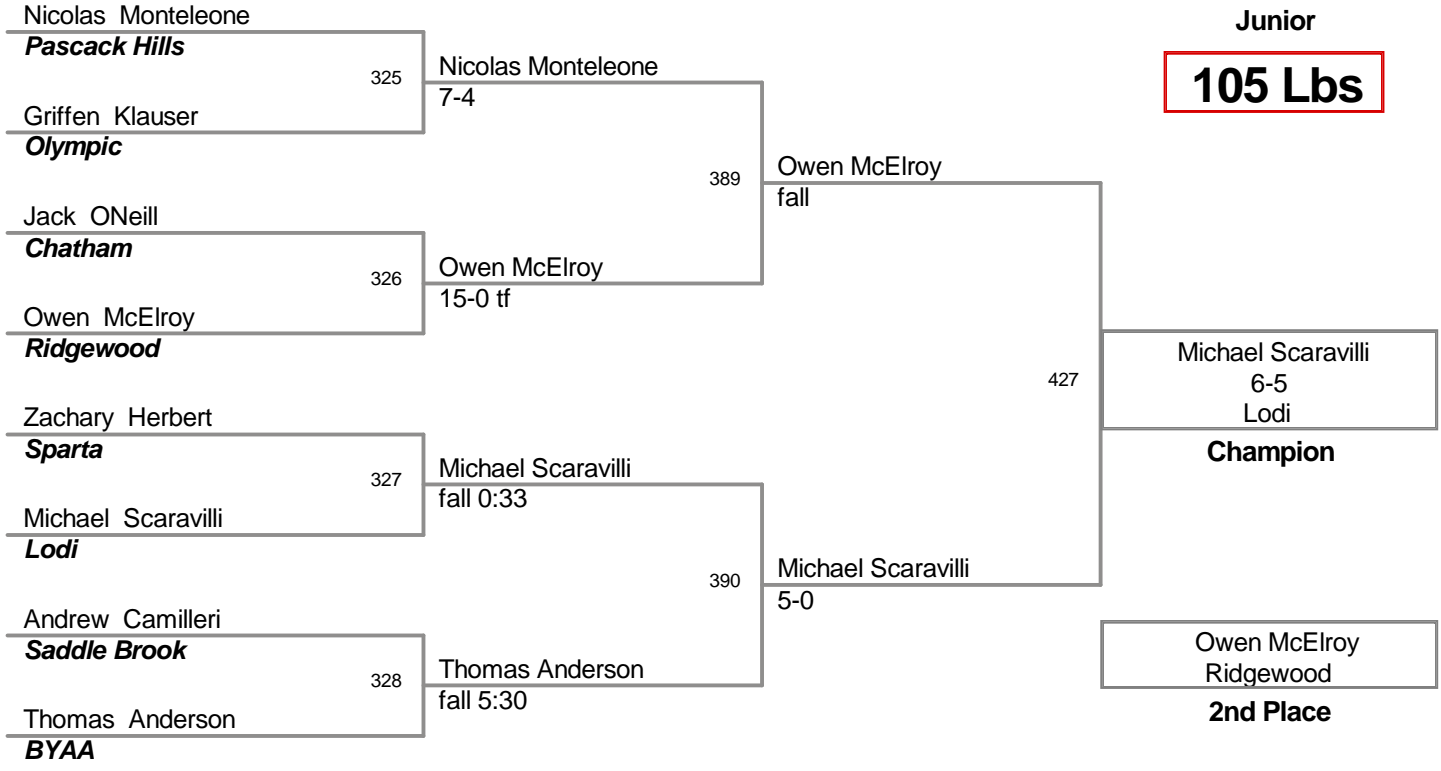 Junior
105 Lbs
Nicolas Monteleone
Pascack Hills
325
Griffen Klauser
Olympic
Nicolas Monteleone
7-4
Jack ONeill
Chatham
326
Owen McElroy
Ridgewood
Owen McElroy
15-0 tf
389
Owen McElroy
fall
Zachary Herbert
Sparta
327
Michael Scaravilli
Lodi
Michael Scaravilli
fall 0:33
Andrew Camilleri
Saddle Brook
328
Thomas Anderson
BYAA
Thomas Anderson
fall 5:30
390
Michael Scaravilli
5-0
427
Michael Scaravilli
6-5
Lodi
Champion
Owen McElroy
Ridgewood
2nd Place